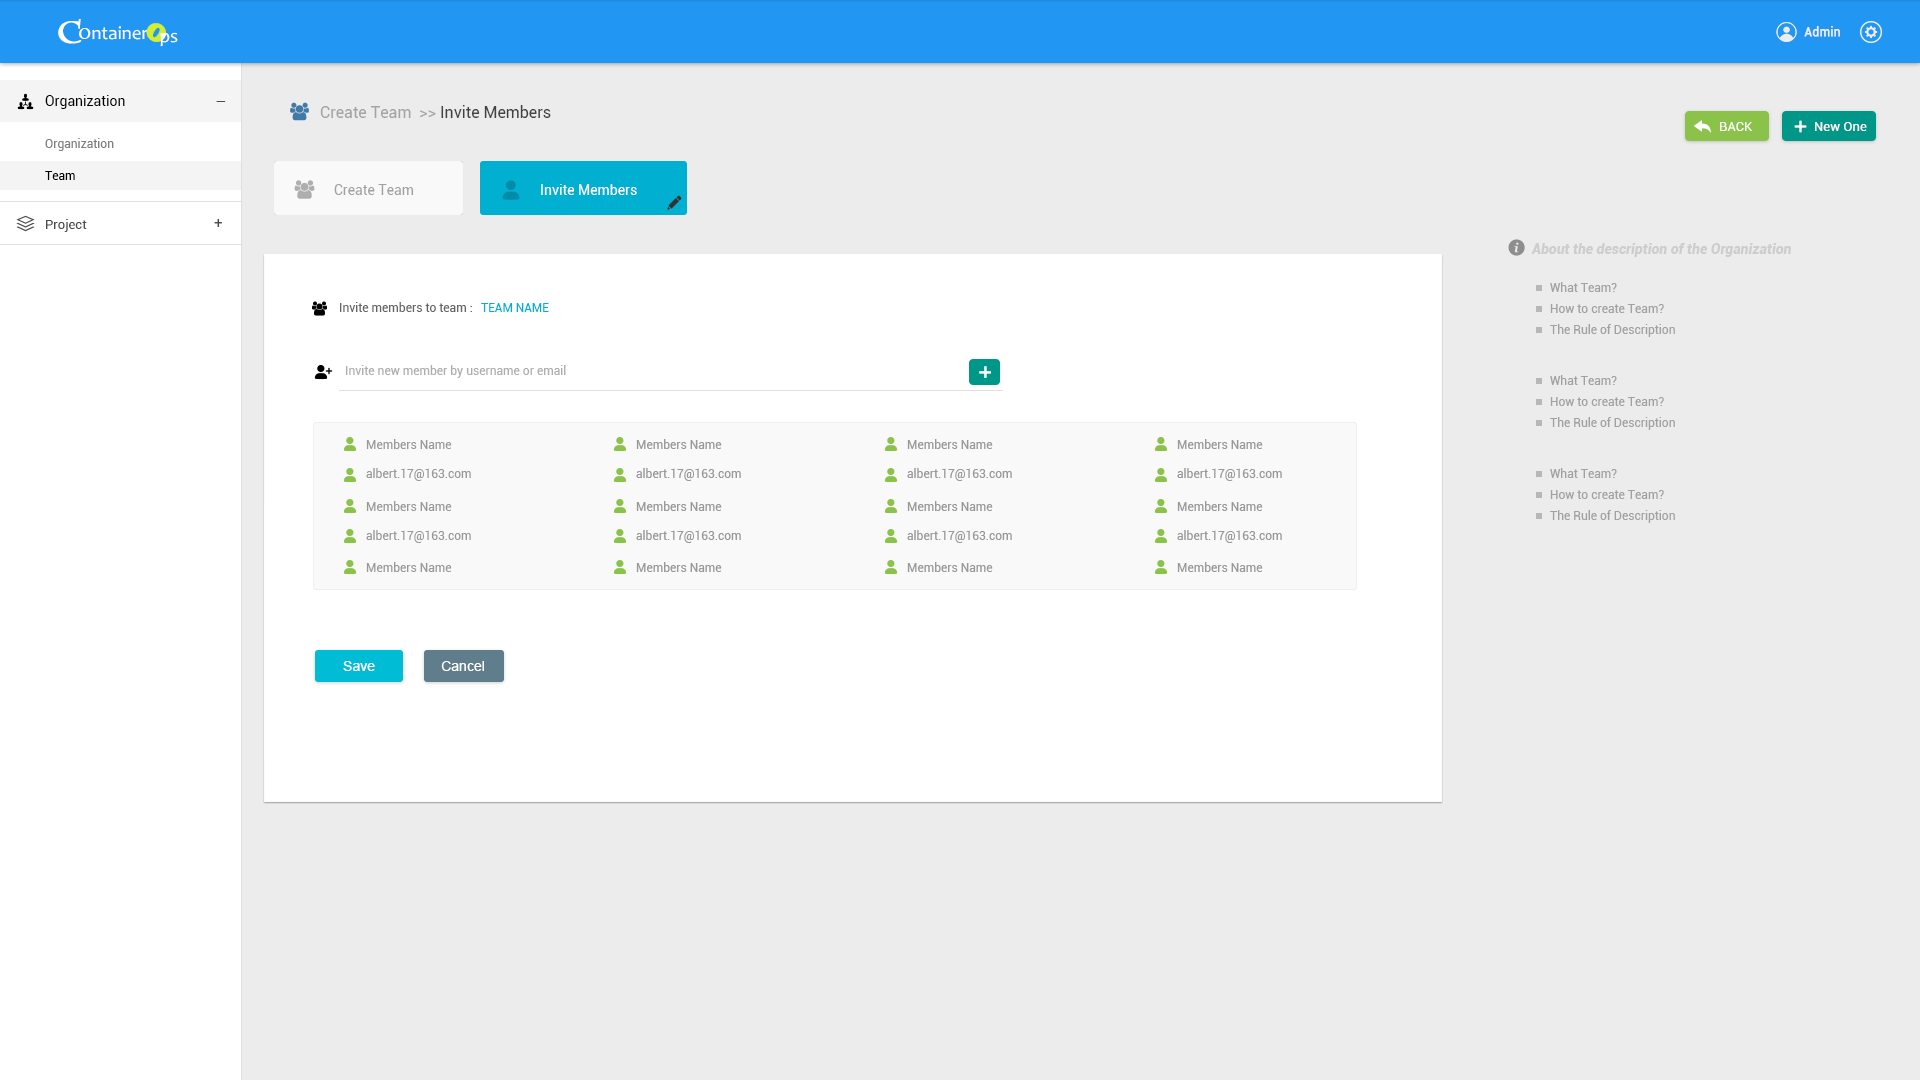 ContainerOps
Admin
Organization
Organization
Team
Project
Create Team >> Invite Members
BACK
New One
Create Team
Invite Members
Invite members to team : TEAM NAME
Invite new member by username or email
Members Name Members Name Members Name Members Name
albert.17@163.com albert.17@163.com albert.17@163.com albert.17@163.com
Members Name Members Name Members Name Members Name
albert.17@163.com albert.17@163.com albert.17@163.com albert.17@163.com
Members Name Members Name Members Name Members Name
Save
Cancel
About the description of the Organization
What Team?
How to create Team?
The Rule of Description
What Team?
How to create Team?
The Rule of Description
What Team?
How to create Team?
The Rule of Description